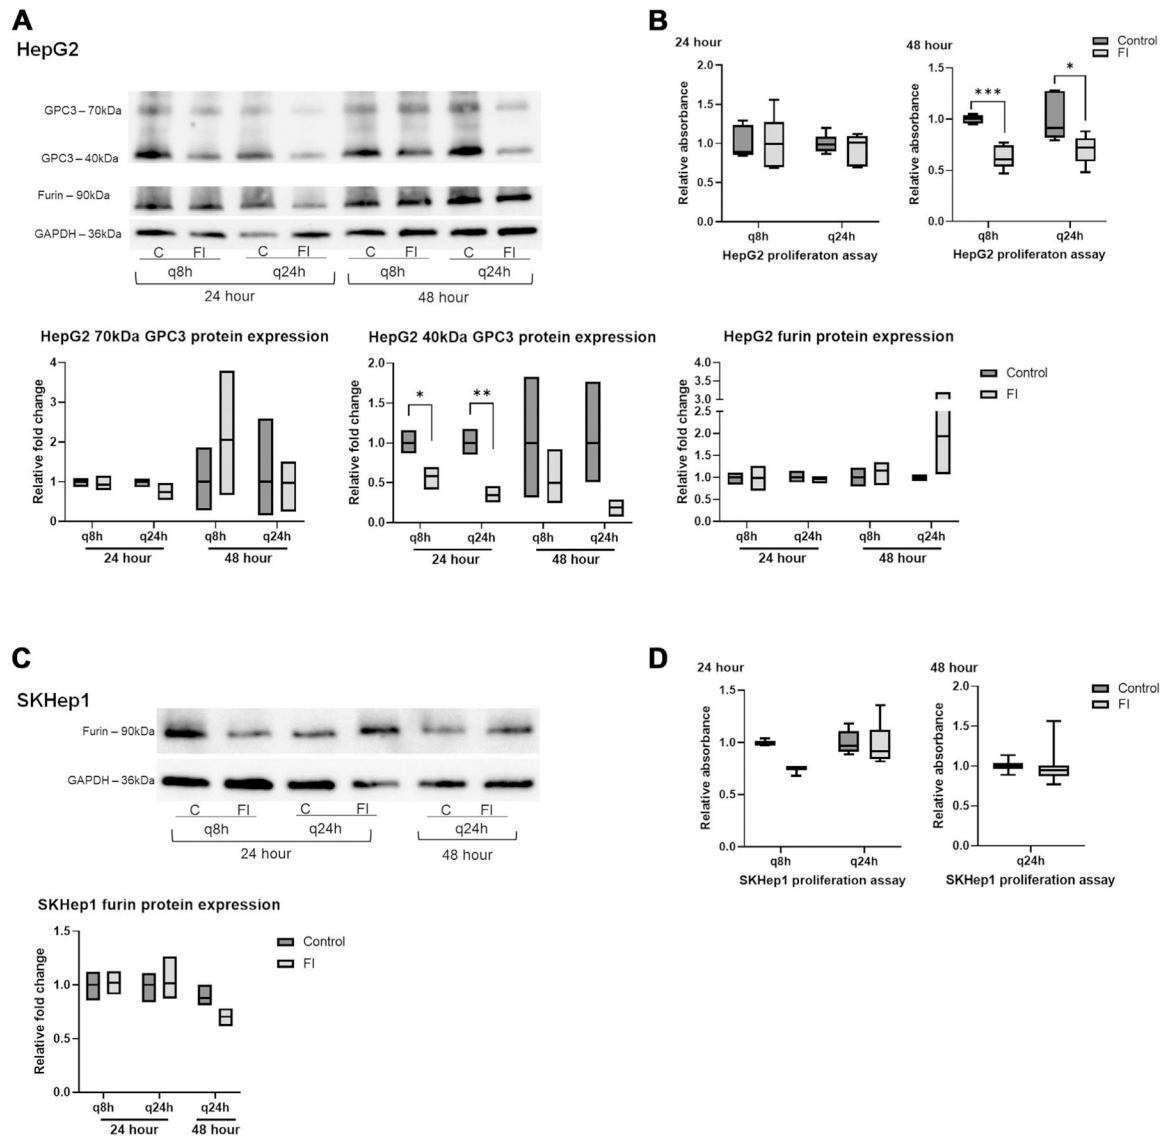 A
HepG2
GPC3 – 70kDa
GPC3 – 40kDa
Furin – 90kDa
GAPDH – 36kDa
C FI C FI C FI C FI
q8h q24h q8h q24h
24 hour 48 hour
HepG2 70kDa GPC3 protein expression
Relative fold change
4
3
2
1
0
q8h q24h q8h q24h
24 hour 48 hour
HepG2 40kDa GPC3 protein expression
Relative fold change
2.0
1.5
1.0
0.5
0.0
* **
q8h q24h q8h q24h
24 hour 48 hour
HepG2 furin protein expression
Relative fold change
4.0
3.5
3.0
2.5
2.0
1.5
1.0
0.5
0.0
q8h q24h q8h q24h
24 hour 48 hour
Control
FI
B
24 hour
Relative absorbance
2.0
1.5
1.0
0.5
0.0
q8h q24h
HepG2 proliferaton assay
48 hour
Relative absorbance
1.5
1.0
0.5
0.0
*** *
q8h q24h
HepG2 proliferaton assay
Control
FI
C
SKHep1
Furin – 90kDa
GAPDH – 36kDa
C FI C FI C FI
q8h q24h q24h
24 hour 48 hour
SKHep1 furin protein expression
Relative fold change
1.5
1.0
0.5
0.0
q8h q24h q24h
24 hour 48 hour
Control
FI
D
24 hour
Relative absorbance
1.5
1.0
0.5
0.0
q8h q24h
SKHep1 proliferation assay
48 hour
Relative absorbance
2.0
1.5
1.0
0.5
0.0
q24h
SKHep1 proliferation assay
Control
FI